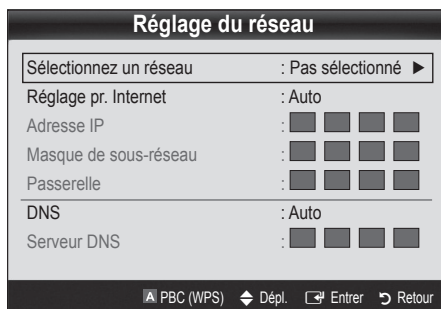 Réglage du réseau
Sélectionnez un réseau : Pas sélectionné ►
Réglage pr. Internet : Auto
Adresse IP :
Masque de sous-réseau :
Passerelle :
DNS : Auto
Serveur DNS :
A PBC (WPS) Dépl. Entrer Retour